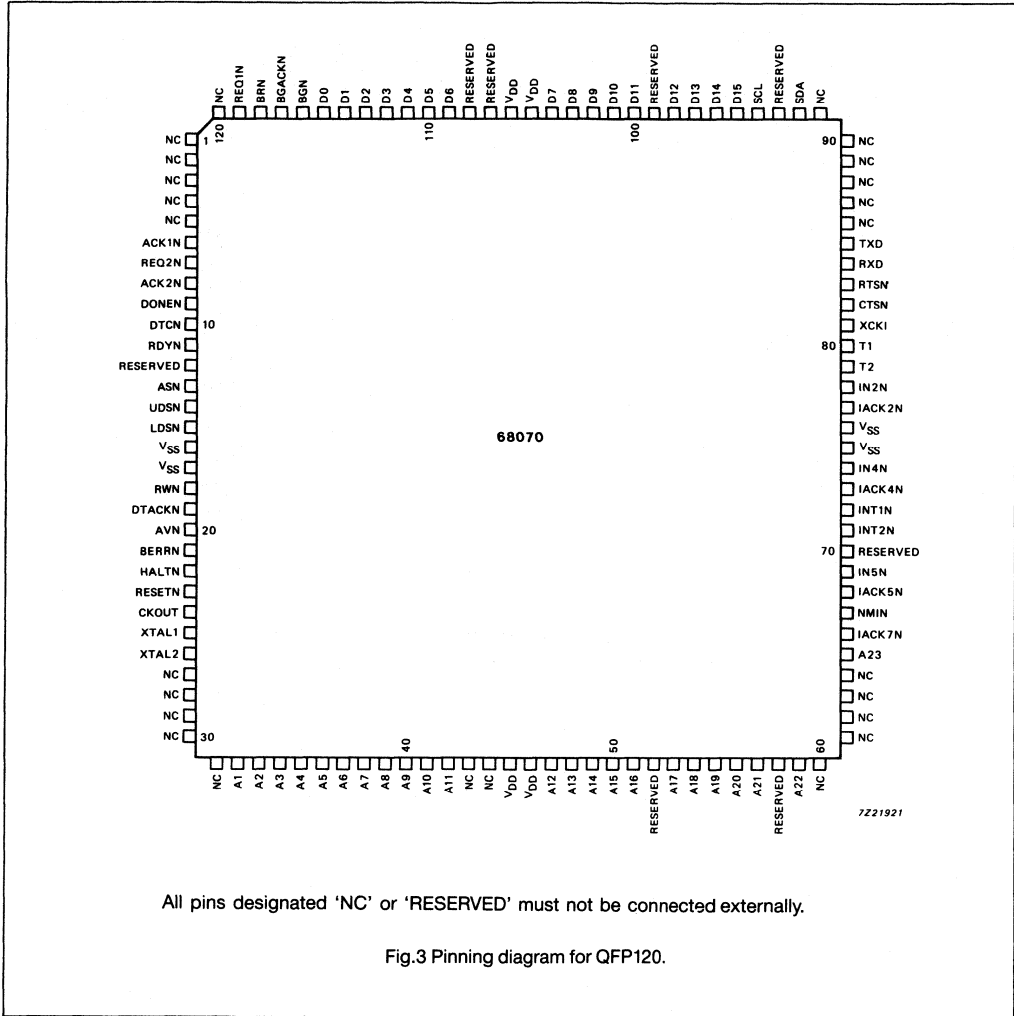 NC
REQ1N
BRN
BGACKN
BGN
D0
D1
D2
D3
D4
D5
D6
RESERVED
RESERVED
VDD
VDD
D7
D8
D9
D10
D11
RESERVED
D12
D13
D14
D15
SCL
RESERVED
SDA
NC
120
110
100
NC 1
NC
NC
NC
NC
ACK1N
REQ2N
ACK2N
DONEN
DTCN 10
RDYN
RESERVED
ASN
UDSN
LDSN
VSS
VSS
RWN
DTACKN
AVN 20
BERRN
HALTN
RESETN
CKOUT
XTAL1
XTAL2
NC
NC
NC
NC 30
68070
90 NC
NC
NC
NC
NC
TXD
RXD
RTSN
CTSN
XCKI
80 T1
T2
IN2N
IACK2N
VSS
VSS
IN4N
IACK4N
INT1N
INT2N
70 RESERVED
IN5N
IACK5N
NMIN
IACK7N
A23
NC
NC
NC
NC
40
50
60
NC
A1
A2
A3
A4
A5
A6
A7
A8
A9
A10
A11
NC
NC
VDD
VDD
A12
A13
A14
A15
A16
RESERVED
A17
A18
A19
A20
A21
RESERVED
A22
NC
7Z21921
All pins designated 'NC' or 'RESERVED' must not be connected externally.
Fig.3 Pinning diagram for QFP120.